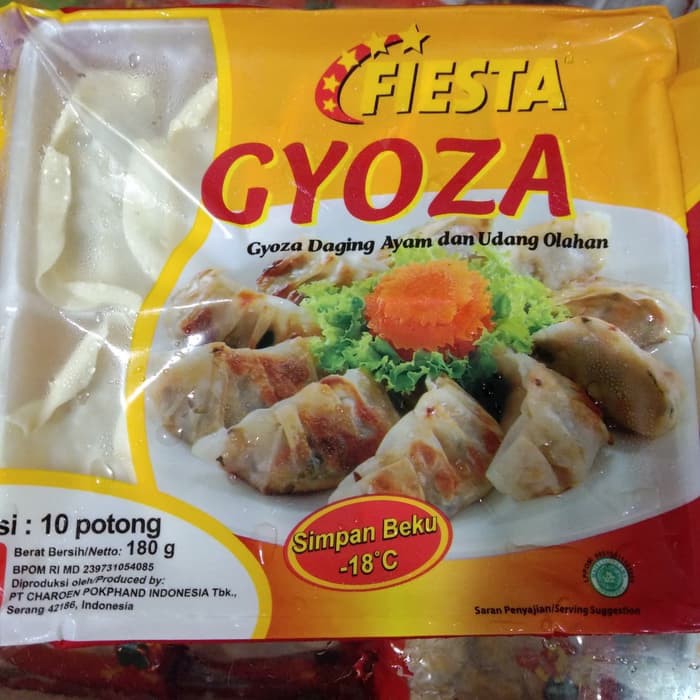 FIESTA
GYOZA
Gyoza Daging Ayam dan Udang Olahan
si : 10 potong
Berat Bersih/Netto: 180 g
BPOM RI MD 239731054085
Diproduksi oleh/Produced by:
PT CHAROEN POKPHAND INDONESIA Tbk.,
Serang 42186, Indonesia
Simpan Beku
-18°C
Saran Penyajian/Serving Suggestion